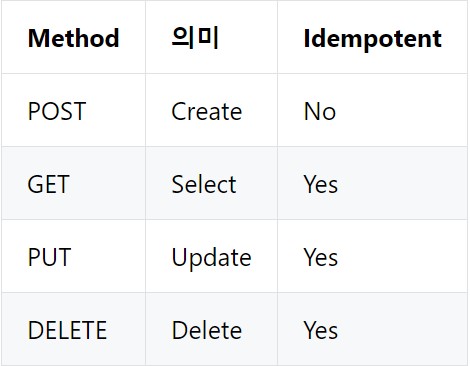 Method 의미 Idempotent
POST Create No
GET Select Yes
PUT Update Yes
DELETE Delete Yes